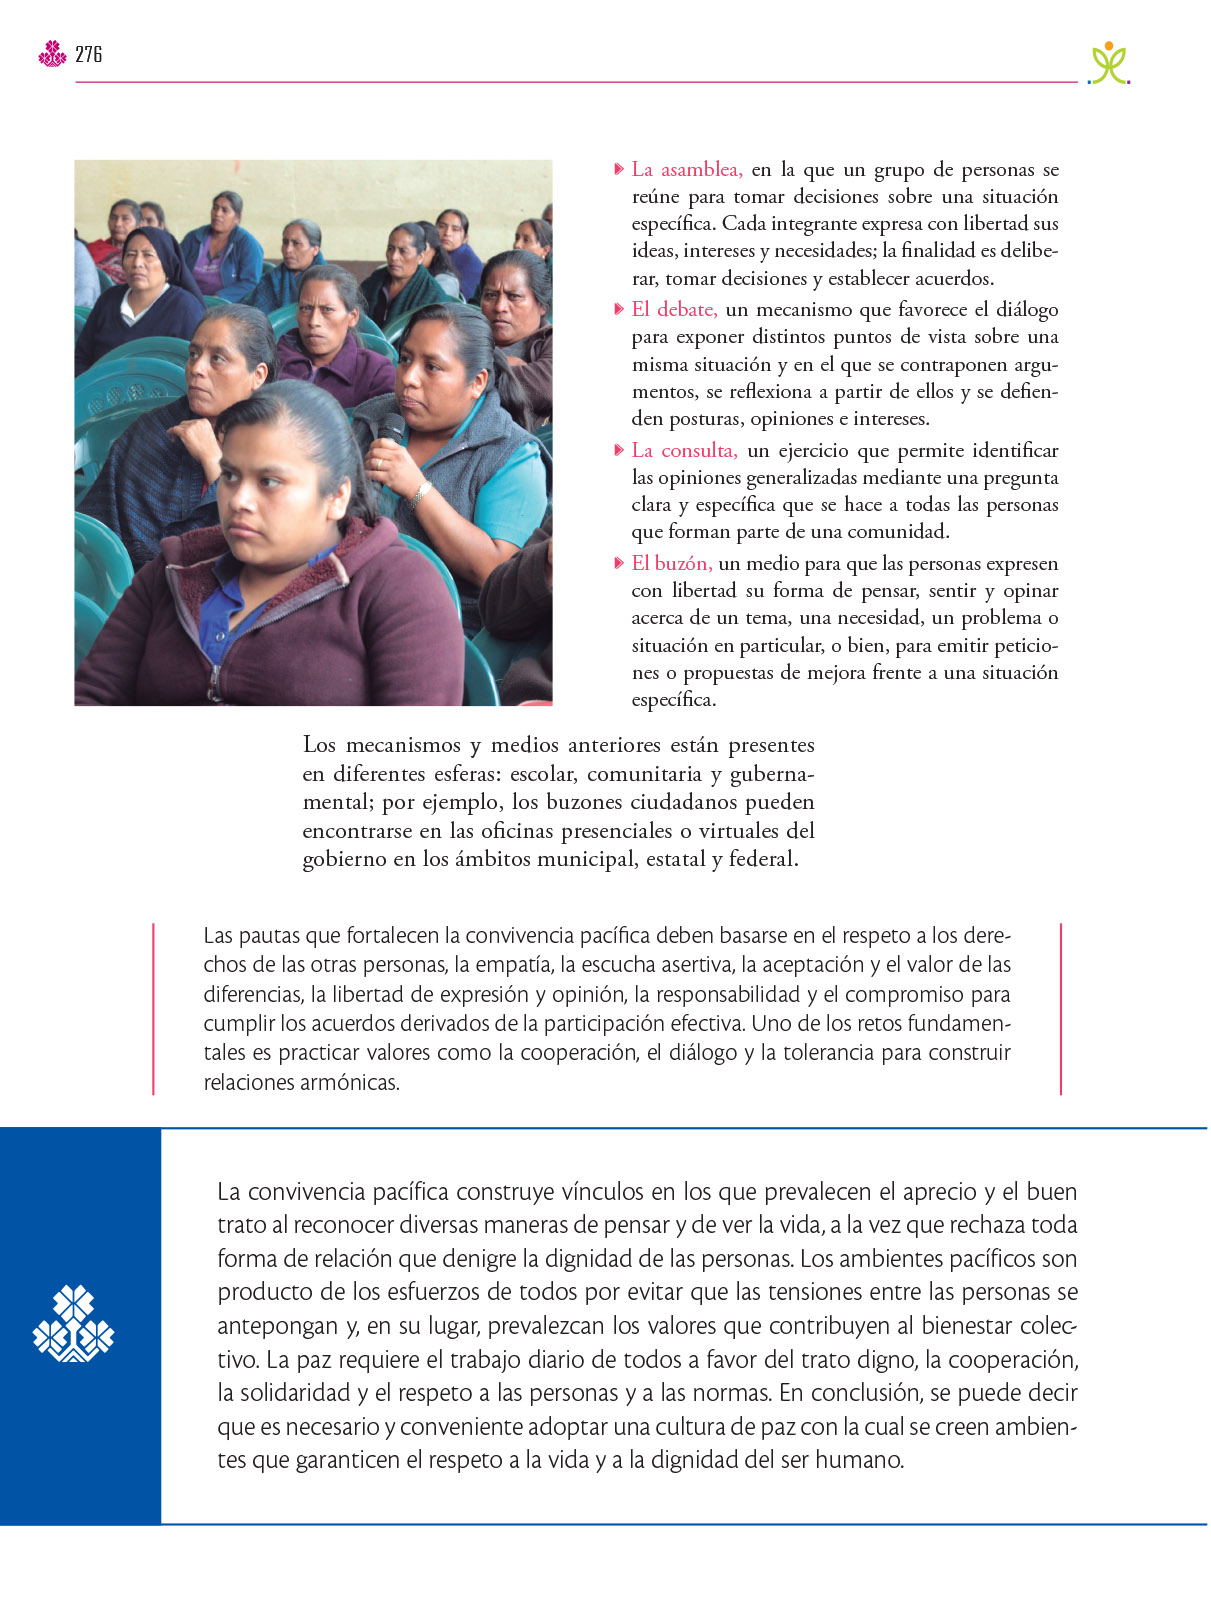 276
La asamblea, en la que un grupo de personas se
reúne para tomar decisiones sobre una situación
específica. Cada integrante expresa con libertad sus
ideas, intereses y necesidades; la finalidad es delibe-
rar, tomar decisiones y establecer acuerdos.
El debate, un mecanismo que favorece el diálogo
para exponer distintos puntos de vista sobre una
misma situación y en el que se contraponen argu-
mentos, se reflexiona a partir de ellos y se defien-
den posturas, opiniones e intereses.
La consulta, un ejercicio que permite identificar
las opiniones generalizadas mediante una pregunta
clara y específica que se hace a todas las personas
que forman parte de una comunidad.
El buzón, un medio para que las personas expresen
con libertad su forma de pensar, sentir y opinar
acerca de un tema, una necesidad, un problema o
situación en particular, o bien, para emitir peticio-
nes o propuestas de mejora frente a una situación
específica.
Los mecanismos y medios anteriores están presentes
en diferentes esferas: escolar, comunitaria y guberna-
mental; por ejemplo, los buzones ciudadanos pueden
encontrarse en las oficinas presenciales o virtuales del
gobierno en los ámbitos municipal, estatal y federal.
Las pautas que fortalecen la convivencia pacífica deben basarse en el respeto a los dere-
chos de las otras personas, la empatía, la escucha asertiva, la aceptación y el valor de las
diferencias, la libertad de expresión y opinión, la responsabilidad y el compromiso para
cumplir los acuerdos derivados de la participación efectiva. Uno de los retos fundamen-
tales es practicar valores como la cooperación, el diálogo y la tolerancia para construir
relaciones armónicas.
La convivencia pacífica construye vínculos en los que prevalecen el aprecio y el buen
trato al reconocer diversas maneras de pensar y de ver la vida, a la vez que rechaza toda
forma de relación que denigre la dignidad de las personas. Los ambientes pacíficos son
producto de los esfuerzos de todos por evitar que las tensiones entre las personas se
antepongan y, en su lugar, prevalezcan los valores que contribuyen al bienestar colec-
tivo. La paz requiere el trabajo diario de todos a favor del trato digno, la cooperación,
la solidaridad y el respeto a las personas y a las normas. En conclusión, se puede decir
que es necesario y conveniente adoptar una cultura de paz con la cual se creen ambien-
tes que garanticen el respeto a la vida y a la dignidad del ser humano.